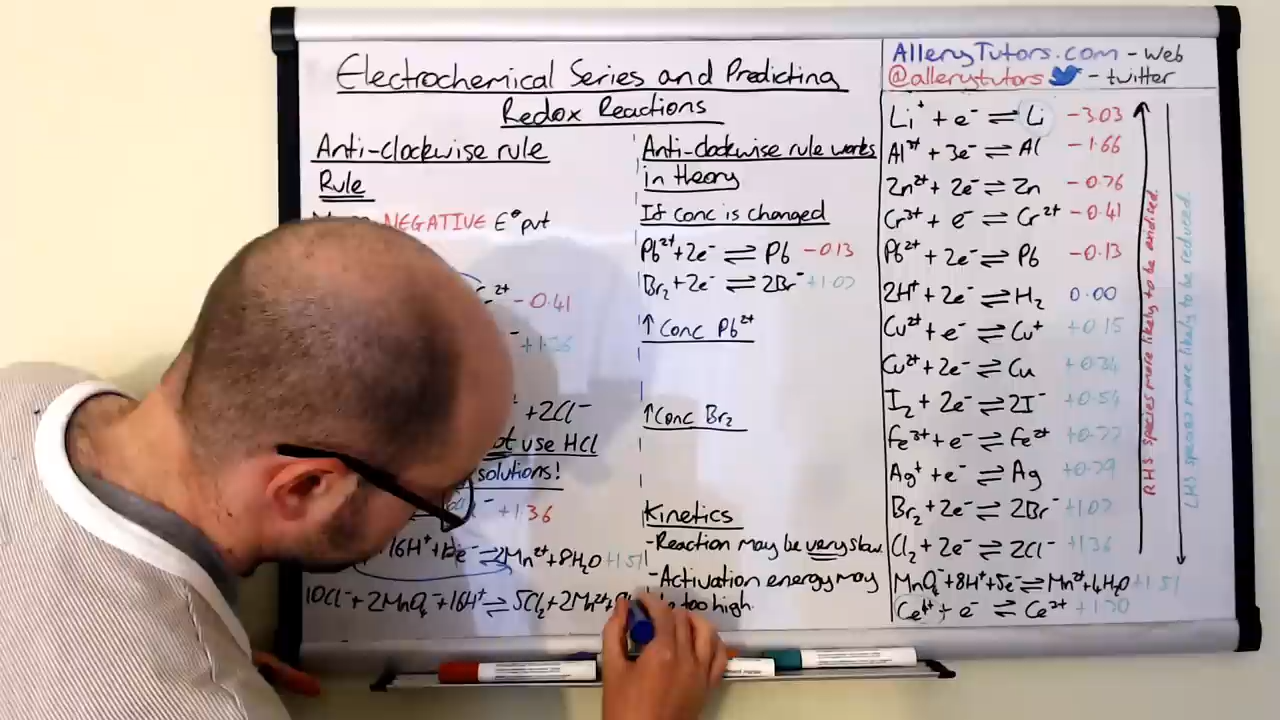 Electrochemical Series and Predicting
Redox Reactions
Anti-clockwise rule
Rule
NEGATIVE E⦵ pvt
2+ -0.41
- +1.36
+ 2Cl⁻
not use HCl
solutions!
⁻ +1.36
16H⁺ + 10e⁻ ⇌ 2Mn²⁺ + 8H₂O +1.51
10Cl⁻ + 2MnO₄⁻ + 16H⁺ ⇌ 5Cl₂ + 2Mn²⁺ +
Anti-clockwise rule works
in theory
If conc is changed
Pb²⁺ + 2e⁻ ⇌ Pb -0.13
Br₂ + 2e⁻ ⇌ 2Br⁻ +1.07
↑ Conc Pb²⁺
↑ Conc Br₂
Kinetics
- Reaction may be very slow.
- Activation energy may
too high.
AlleryTutors.com - web
@allerytutors - twitter
Li⁺ + e⁻ ⇌ Li -3.03
Al³⁺ + 3e⁻ ⇌ Al -1.66
Zn²⁺ + 2e⁻ ⇌ Zn -0.76
Cr³⁺ + e⁻ ⇌ Cr²⁺ -0.41
Pb²⁺ + 2e⁻ ⇌ Pb -0.13
2H⁺ + 2e⁻ ⇌ H₂ 0.00
Cu²⁺ + e⁻ ⇌ Cu⁺ +0.15
Cu²⁺ + 2e⁻ ⇌ Cu +0.34
I₂ + 2e⁻ ⇌ 2I⁻ +0.54
Fe³⁺ + e⁻ ⇌ Fe²⁺ +0.77
Ag⁺ + e⁻ ⇌ Ag +0.79
Br₂ + 2e⁻ ⇌ 2Br⁻ +1.07
Cl₂ + 2e⁻ ⇌ 2Cl⁻ +1.36
MnO₄⁻ + 8H⁺ + 5e⁻ ⇌ Mn²⁺ + 4H₂O +1.51
Ce⁴⁺ + e⁻ ⇌ Ce³⁺ +1.70
RHS species more likely to be oxidised.
LHS species more likely to be reduced.